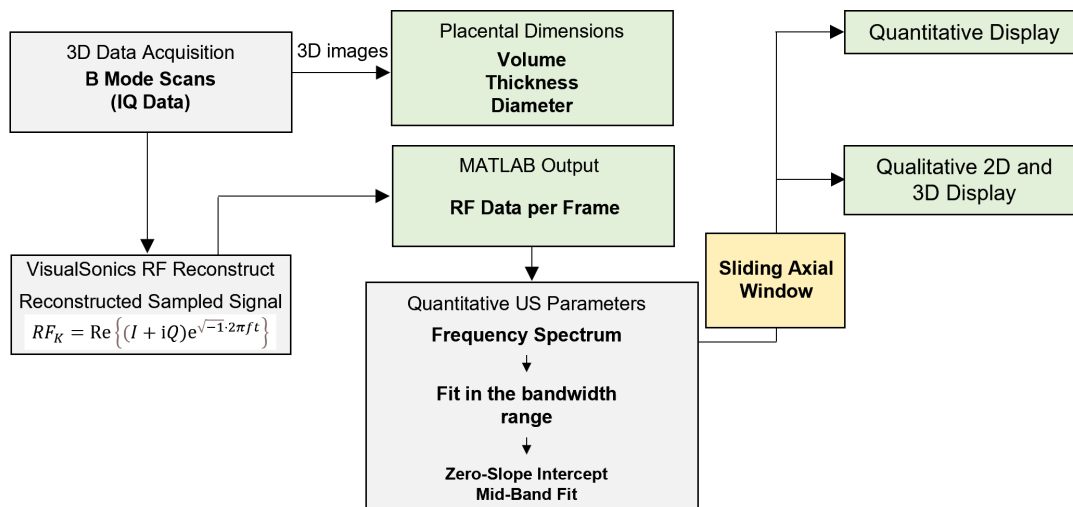 3D Data Acquisition
B Mode Scans
(IQ Data)
3D images
Placental Dimensions
Volume
Thickness
Diameter
VisualSonics RF Reconstruct
Reconstructed Sampled Signal
RF_K = Re{(I + iQ)e^{√−1·2πft}}
MATLAB Output
RF Data per Frame
Quantitative US Parameters
Frequency Spectrum
Fit in the bandwidth
range
Zero-Slope Intercept
Mid-Band Fit
Sliding Axial
Window
Quantitative Display
Qualitative 2D and
3D Display